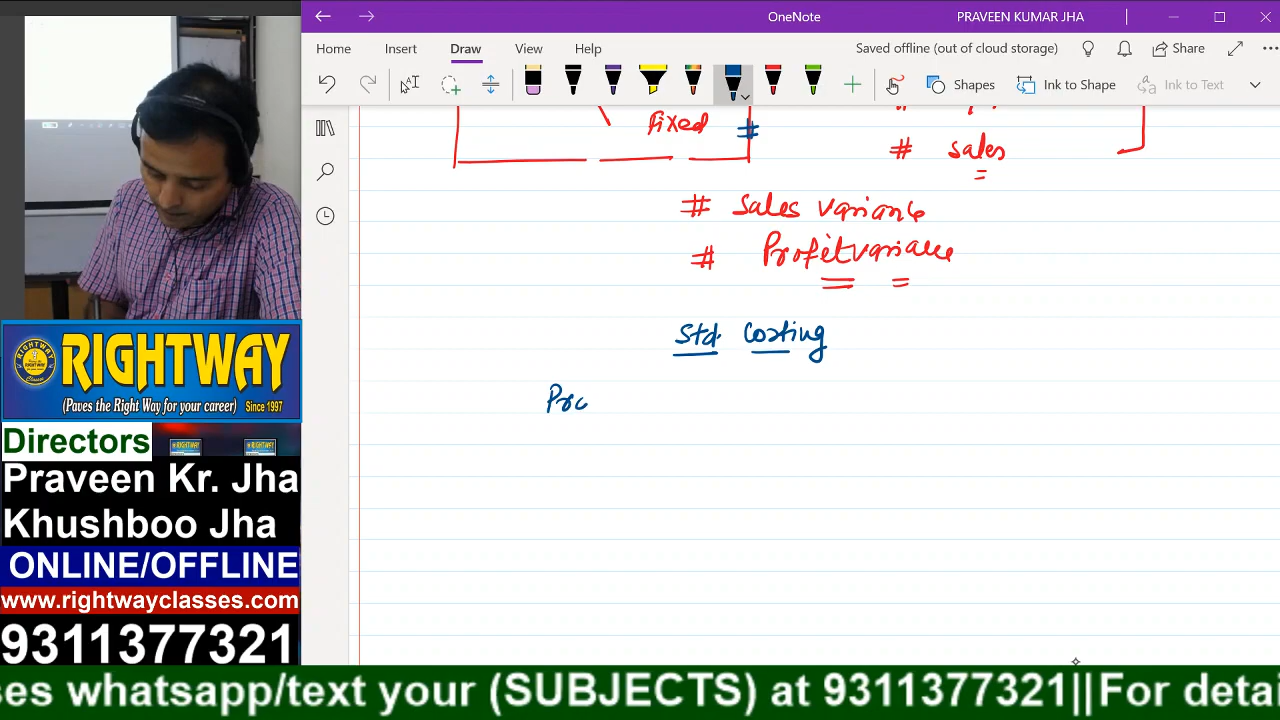 OneNote
PRAVEEN KUMAR JHA
Home Insert Draw View Help
Saved offline (out of cloud storage)
Share
Shapes
Ink to Shape
Ink to Text
Fixed #
# Sales
# Sales variance
# Profit variance
Std. Costing
Pro
RIGHTWAY
(Paves the Right Way for your career) Since 1997
Directors
Praveen Kr. Jha
Khushboo Jha
ONLINE/OFFLINE
www.rightwayclasses.com
9311377321
ses whatsapp/text your (SUBJECTS) at 9311377321||For detai